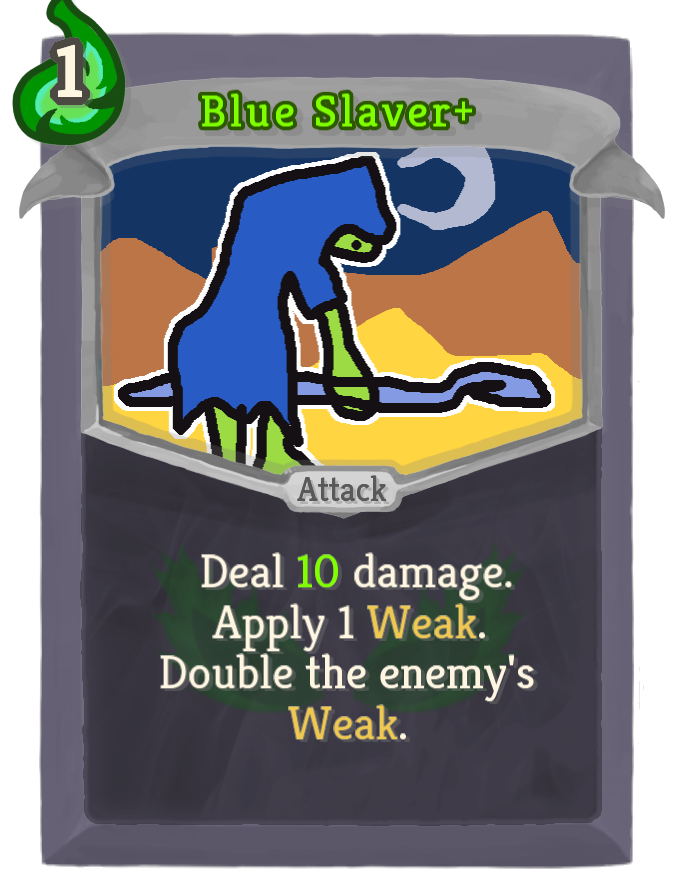 1
Blue Slaver+
Attack
Deal 10 damage.
Apply 1 Weak.
Double the enemy's
Weak.